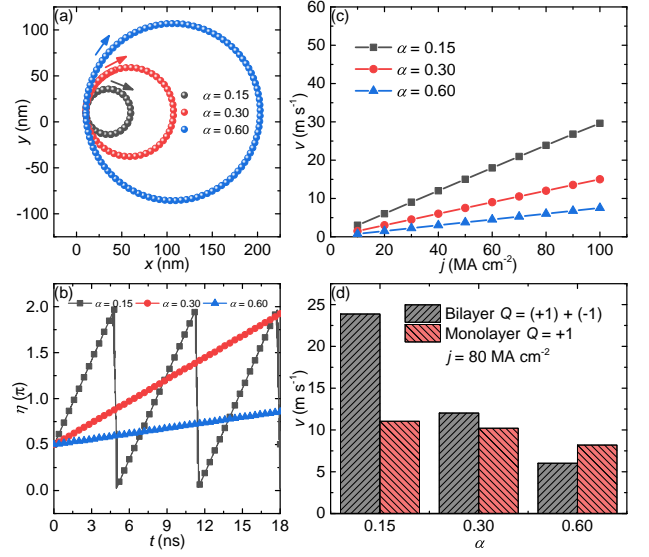 (a)
100
50
0
-50
-100
y (nm)
α = 0.15
α = 0.30
α = 0.60
0 50 100 150 200
x (nm)
(c)
60
50
40
30
20
10
0
v (m s⁻¹)
α = 0.15
α = 0.30
α = 0.60
0 20 40 60 80 100
j (MA cm⁻²)
(b)
2.0
1.5
1.0
0.5
0.0
η (π)
α = 0.15 α = 0.30 α = 0.60
0 3 6 9 12 15 18
t (ns)
(d)
25
20
15
10
5
0
v (m s⁻¹)
Bilayer Q = (+1) + (-1)
Monolayer Q = +1
j = 80 MA cm⁻²
0.15 0.30 0.60
α